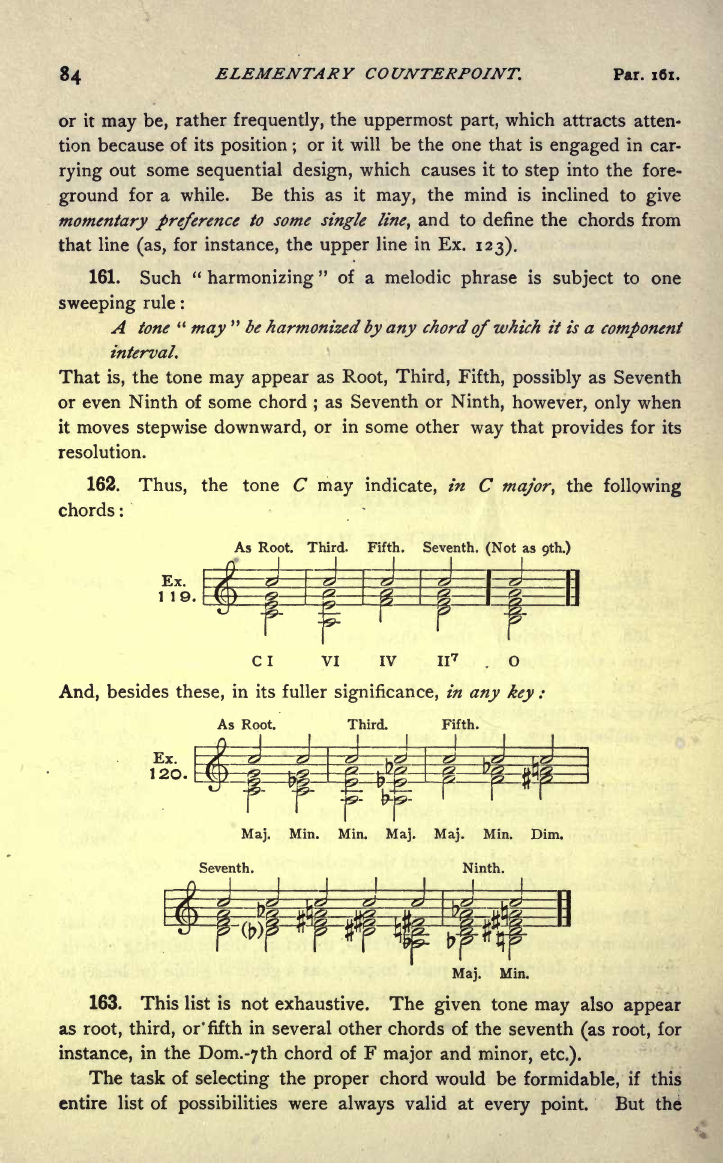 84 ELEMENTARY COUNTERPOINT. Par. 161.
or it may be, rather frequently, the uppermost part, which attracts atten-
tion because of its position ; or it will be the one that is engaged in car-
rying out some sequential design, which causes it to step into the fore-
ground for a while. Be this as it may, the mind is inclined to give
momentary preference to some single line, and to define the chords from
that line (as, for instance, the upper line in Ex. 123).
161. Such “ harmonizing ” of a melodic phrase is subject to one
sweeping rule :
A tone “ may ” be harmonized by any chord of which it is a component
interval.
That is, the tone may appear as Root, Third, Fifth, possibly as Seventh
or even Ninth of some chord ; as Seventh or Ninth, however, only when
it moves stepwise downward, or in some other way that provides for its
resolution.
162. Thus, the tone C may indicate, in C major, the following
chords :
As Root. Third. Fifth. Seventh. (Not as 9th.)
Ex.
119.
C I VI IV II7 . O
And, besides these, in its fuller significance, in any key :
As Root. Third. Fifth.
Ex.
120.
Maj. Min. Min. Maj. Maj. Min. Dim.
Seventh. Ninth.
Maj. Min.
163. This list is not exhaustive. The given tone may also appear
as root, third, or fifth in several other chords of the seventh (as root, for
instance, in the Dom.-7th chord of F major and minor, etc.).
The task of selecting the proper chord would be formidable, if this
entire list of possibilities were always valid at every point. But the